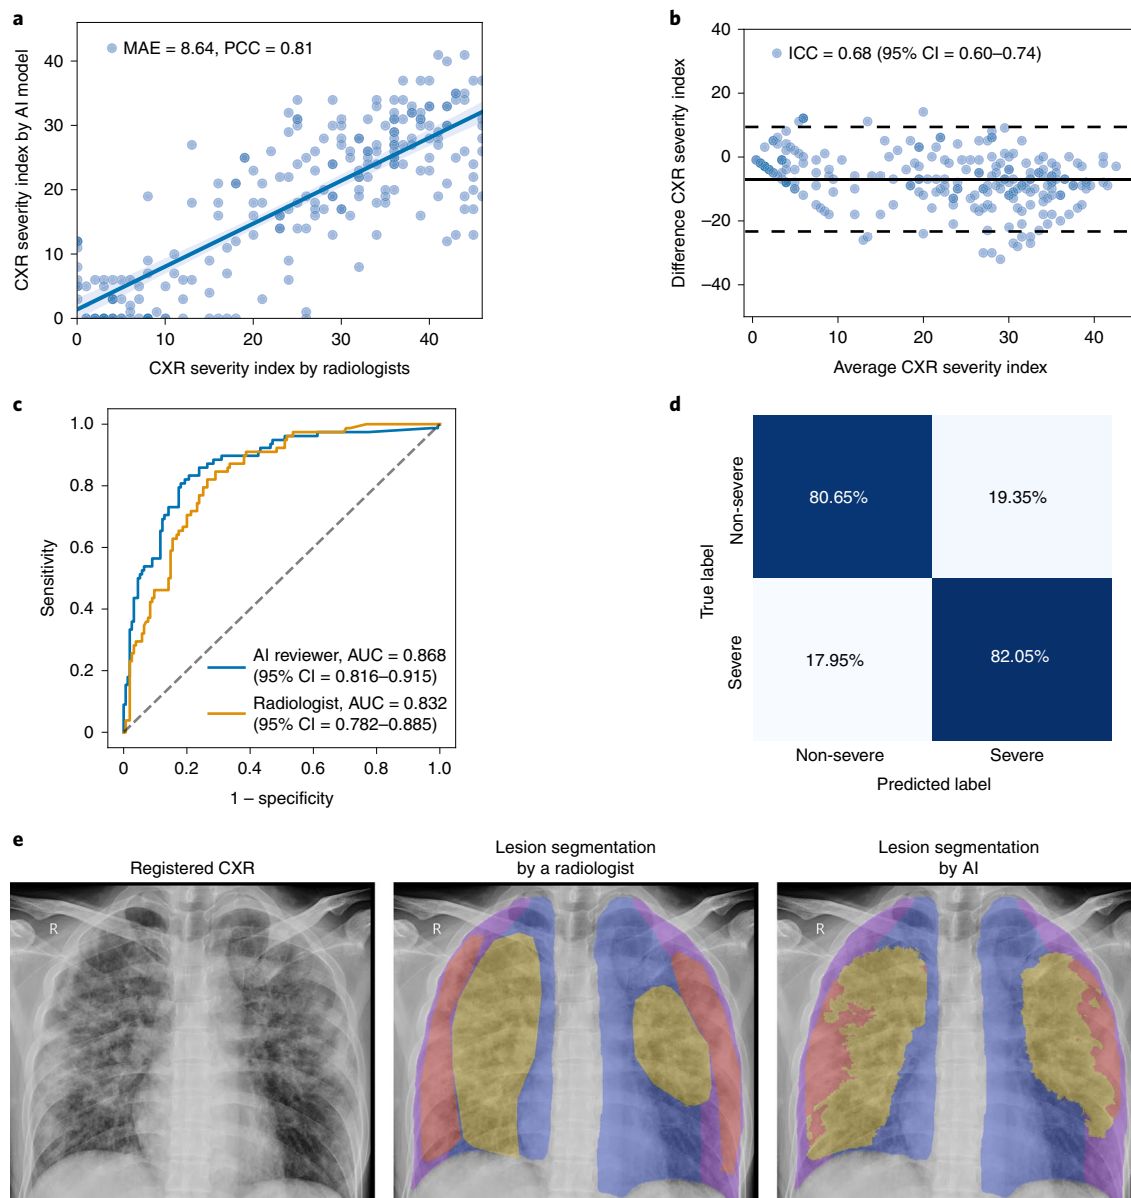 a
MAE = 8.64, PCC = 0.81
CXR severity index by AI model
40
30
20
10
0
0 10 20 30 40
CXR severity index by radiologists
b
ICC = 0.68 (95% CI = 0.60–0.74)
Difference CXR severity index
40
20
0
–20
–40
0 10 20 30 40
Average CXR severity index
c
Sensitivity
1.0
0.8
0.6
0.4
0.2
0
AI reviewer, AUC = 0.868
(95% CI = 0.816–0.915)
Radiologist, AUC = 0.832
(95% CI = 0.782–0.885)
0 0.2 0.4 0.6 0.8 1.0
1 – specificity
d
True label
Non-severe
Severe
80.65% 19.35%
17.95% 82.05%
Non-severe Severe
Predicted label
e
Registered CXR
Lesion segmentation
by a radiologist
Lesion segmentation
by AI
R
R
R